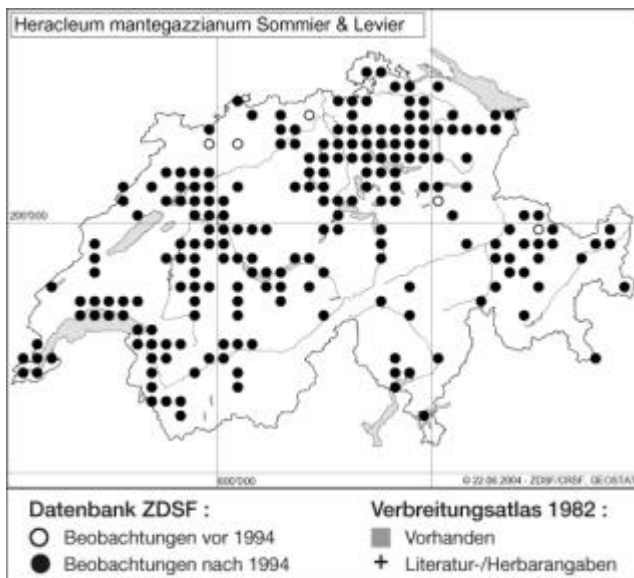 Heracleum mantegazzianum Sommier & Levier
200'000
600'000
© 22.06.2004 - ZDSF/CRSF, GEOSTAT
Datenbank ZDSF :
Beobachtungen vor 1994
Beobachtungen nach 1994
Verbreitungsatlas 1982 :
Vorhanden
Literatur-/Herbarangaben